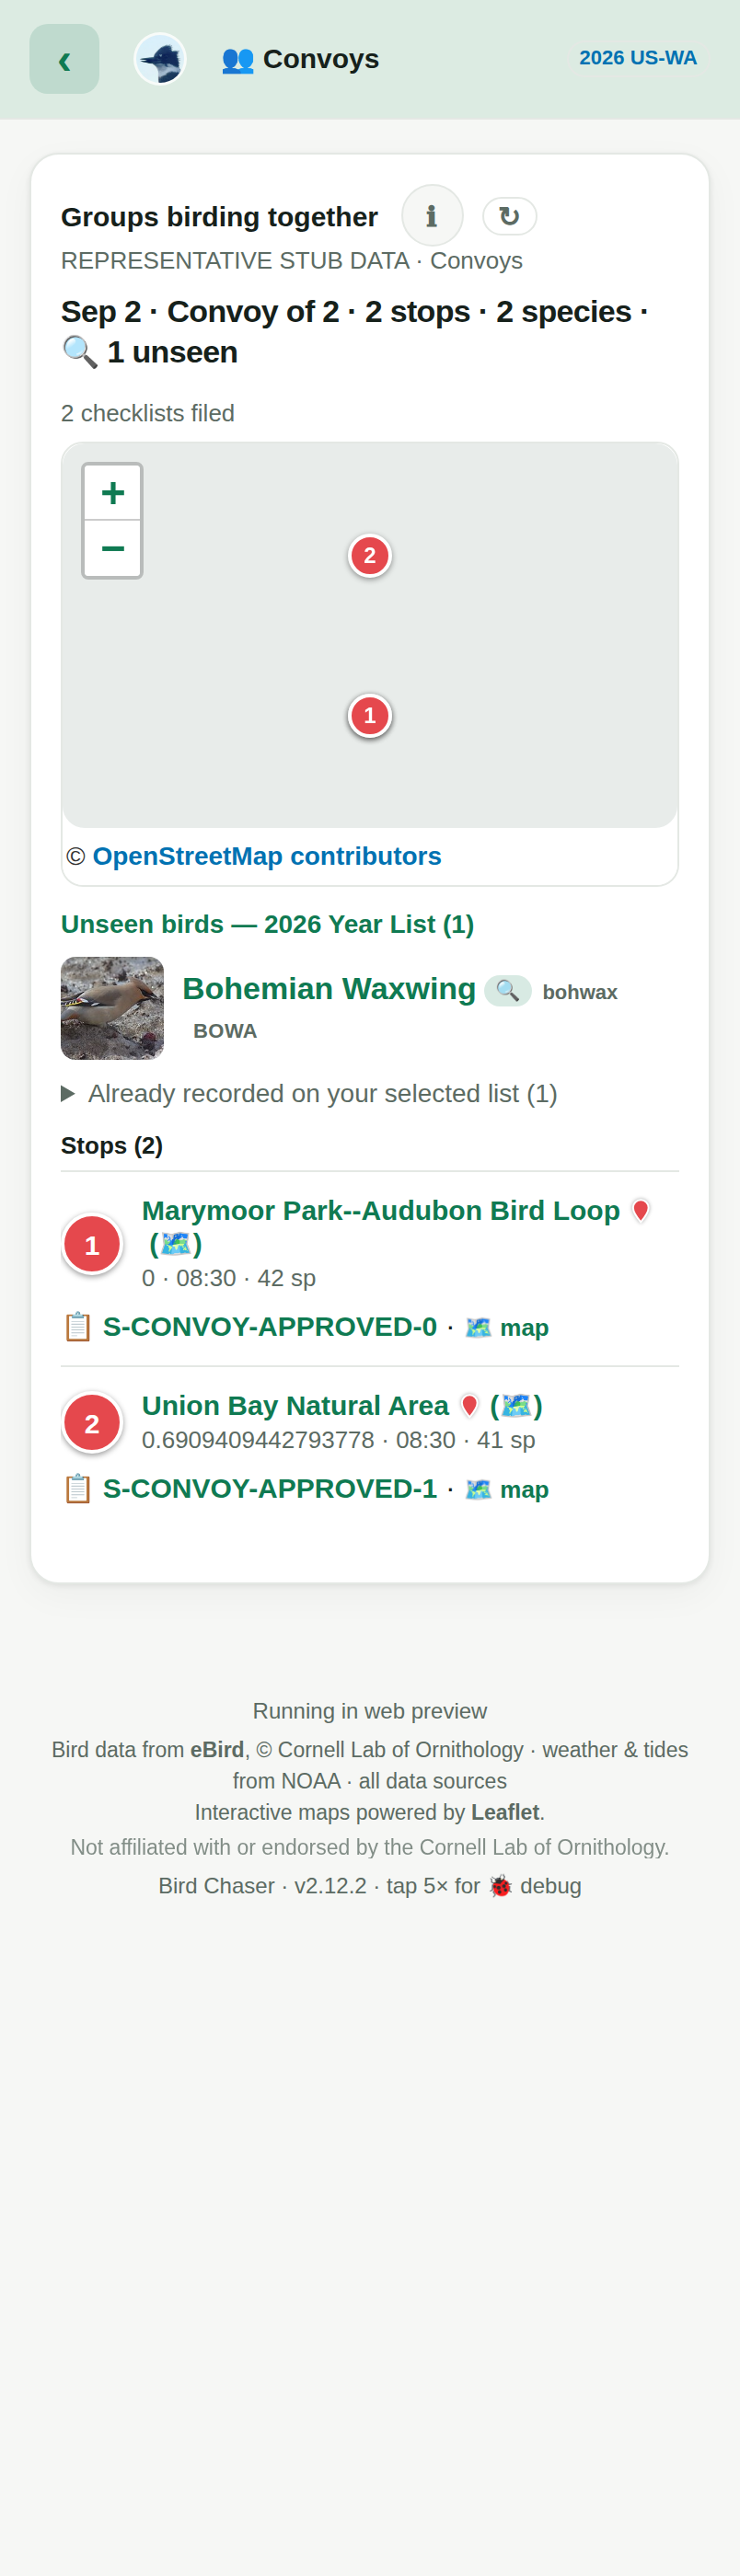 ‹ 👥 Convoys 2026 US-WA
Groups birding together ℹ ↻
REPRESENTATIVE STUB DATA · Convoys
Sep 2 · Convoy of 2 · 2 stops · 2 species ·
🔍 1 unseen
2 checklists filed
+
−
2
1
© OpenStreetMap contributors
Unseen birds — 2026 Year List (1)
Bohemian Waxwing 🔍 bohwax
BOWA
▶ Already recorded on your selected list (1)
Stops (2)
1 Marymoor Park--Audubon Bird Loop 📍
(🗺️)
0 · 08:30 · 42 sp
📋 S-CONVOY-APPROVED-0 · 🗺️ map
2 Union Bay Natural Area 📍 (🗺️)
0.6909409442793778 · 08:30 · 41 sp
📋 S-CONVOY-APPROVED-1 · 🗺️ map
Running in web preview
Bird data from eBird, © Cornell Lab of Ornithology · weather & tides
from NOAA · all data sources
Interactive maps powered by Leaflet.
Not affiliated with or endorsed by the Cornell Lab of Ornithology.
Bird Chaser · v2.12.2 · tap 5× for 🐞 debug